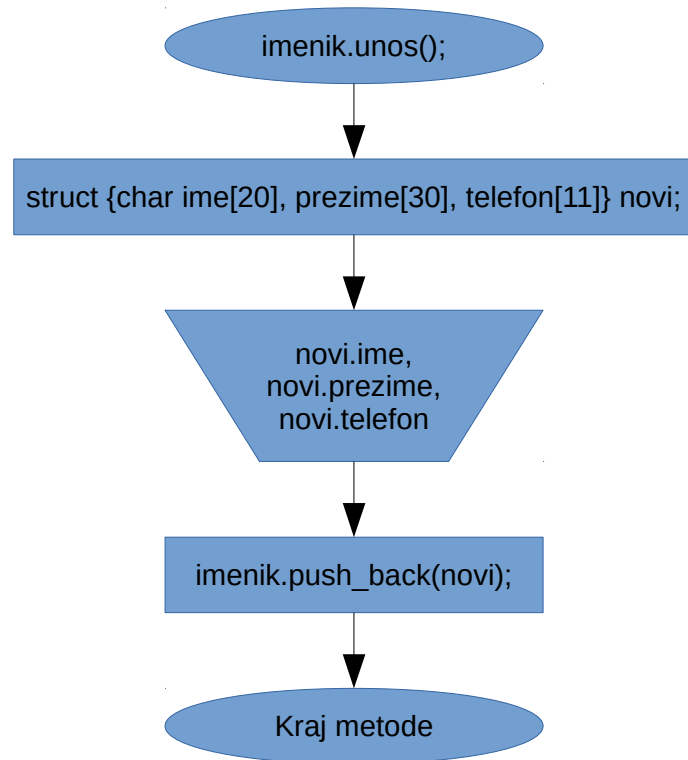 imenik.unos();
struct {char ime[20], prezime[30], telefon[11]} novi;
novi.ime,
novi.prezime,
novi.telefon
imenik.push_back(novi);
Kraj metode